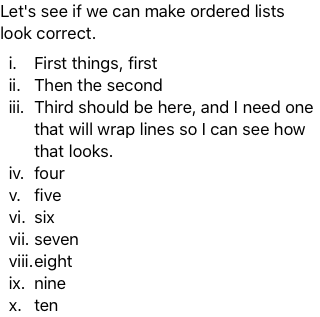 Let's see if we can make ordered lists
look correct.
i. First things, first
ii. Then the second
iii. Third should be here, and I need one
that will wrap lines so I can see how
that looks.
iv. four
v. five
vi. six
vii. seven
viii. eight
ix. nine
x. ten